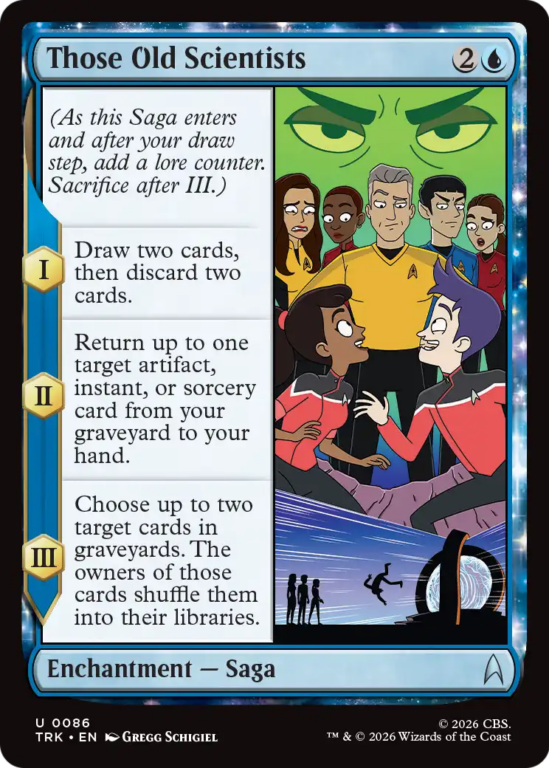 Those Old Scientists 2
(As this Saga enters
and after your draw
step, add a lore counter.
Sacrifice after III.)
I
Draw two cards,
then discard two
cards.
II
Return up to one
target artifact,
instant, or sorcery
card from your
graveyard to your
hand.
III
Choose up to two
target cards in
graveyards. The
owners of those
cards shuffle them
into their libraries.
Enchantment — Saga
U 0086
TRK • EN GREGG SCHIGIEL
© 2026 CBS.
™ & © 2026 Wizards of the Coast